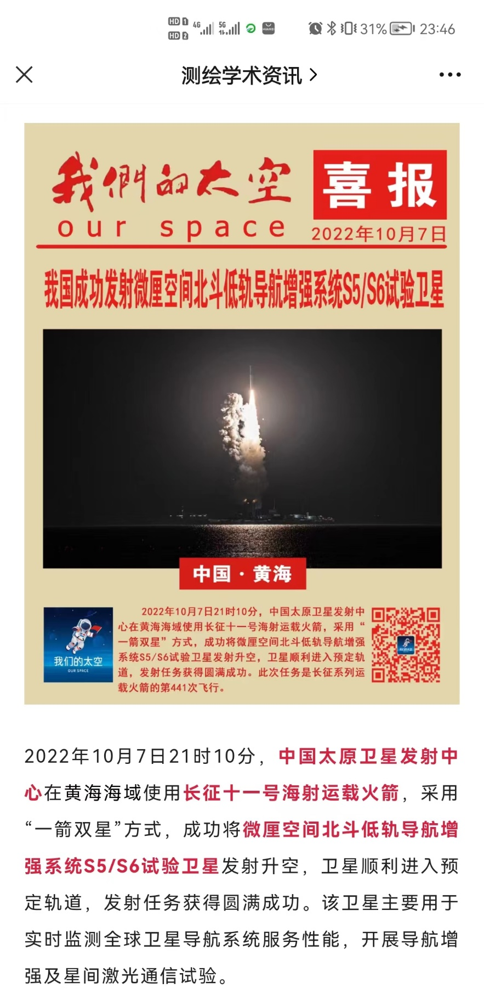 HD 1 4G 5G HUAWEI 31% 23:46
HD 2
测绘学术资讯
我們的太空 喜报
our space 2022年10月7日
我国成功发射微厘空间北斗低轨导航增强系统S5/S6试验卫星
中国·黄海
2022年10月7日21时10分，中国太原卫星发射中
心在黄海海域使用长征十一号海射运载火箭，采用“
一箭双星”方式，成功将微厘空间北斗低轨导航增强
系统S5/S6试验卫星发射升空，卫星顺利进入预定轨
道，发射任务获得圆满成功。此次任务是长征系列运
载火箭的第441次飞行。
我们的太空
OUR SPACE
我们的太空
2022年10月7日21时10分，中国太原卫星发射中
心在黄海海域使用长征十一号海射运载火箭，采用
“一箭双星”方式，成功将微厘空间北斗低轨导航增
强系统S5/S6试验卫星发射升空，卫星顺利进入预
定轨道，发射任务获得圆满成功。该卫星主要用于
实时监测全球卫星导航系统服务性能，开展导航增
强及星间激光通信试验。